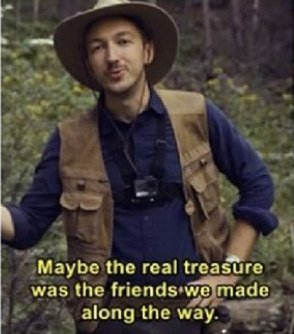 Maybe the real treasure
was the friends we made
along the way.